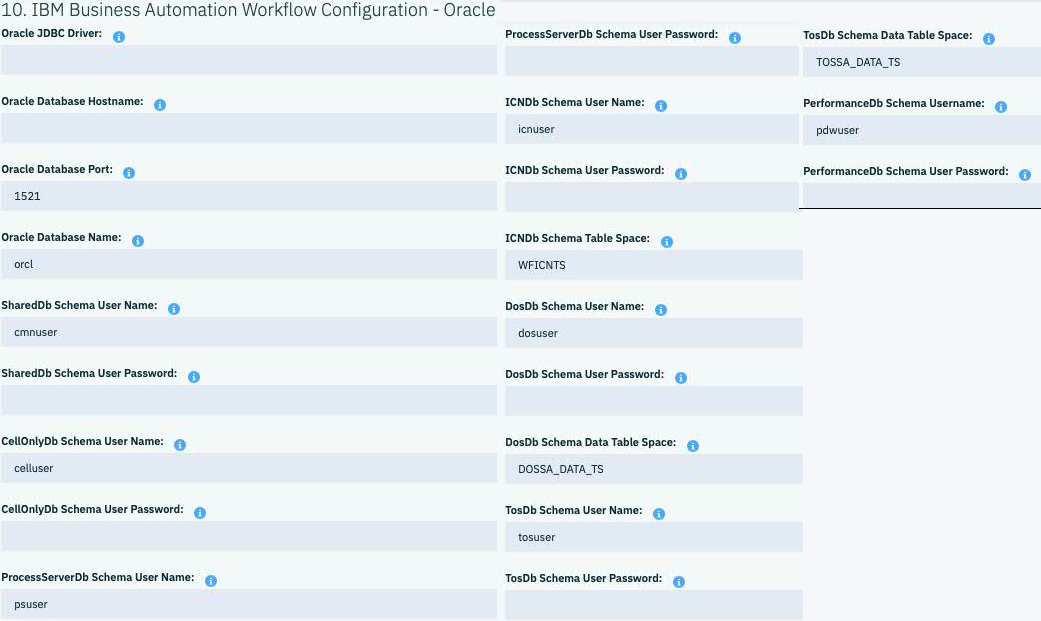 10. IBM Business Automation Workflow Configuration - Oracle
Oracle JDBC Driver:
Oracle Database Hostname:
Oracle Database Port:
1521
Oracle Database Name:
orcl
SharedDb Schema User Name:
cmnuser
SharedDb Schema User Password:
CellOnlyDb Schema User Name:
celluser
CellOnlyDb Schema User Password:
ProcessServerDb Schema User Name:
psuser
ProcessServerDb Schema User Password:
ICNDb Schema User Name:
icnuser
ICNDb Schema User Password:
ICNDb Schema Table Space:
WFICNTS
DosDb Schema User Name:
dosuser
DosDb Schema User Password:
DosDb Schema Data Table Space:
DOSSA_DATA_TS
TosDb Schema User Name:
tosuser
TosDb Schema User Password:
TosDb Schema Data Table Space:
TOSSA_DATA_TS
PerformanceDb Schema Username:
pdwuser
PerformanceDb Schema User Password: